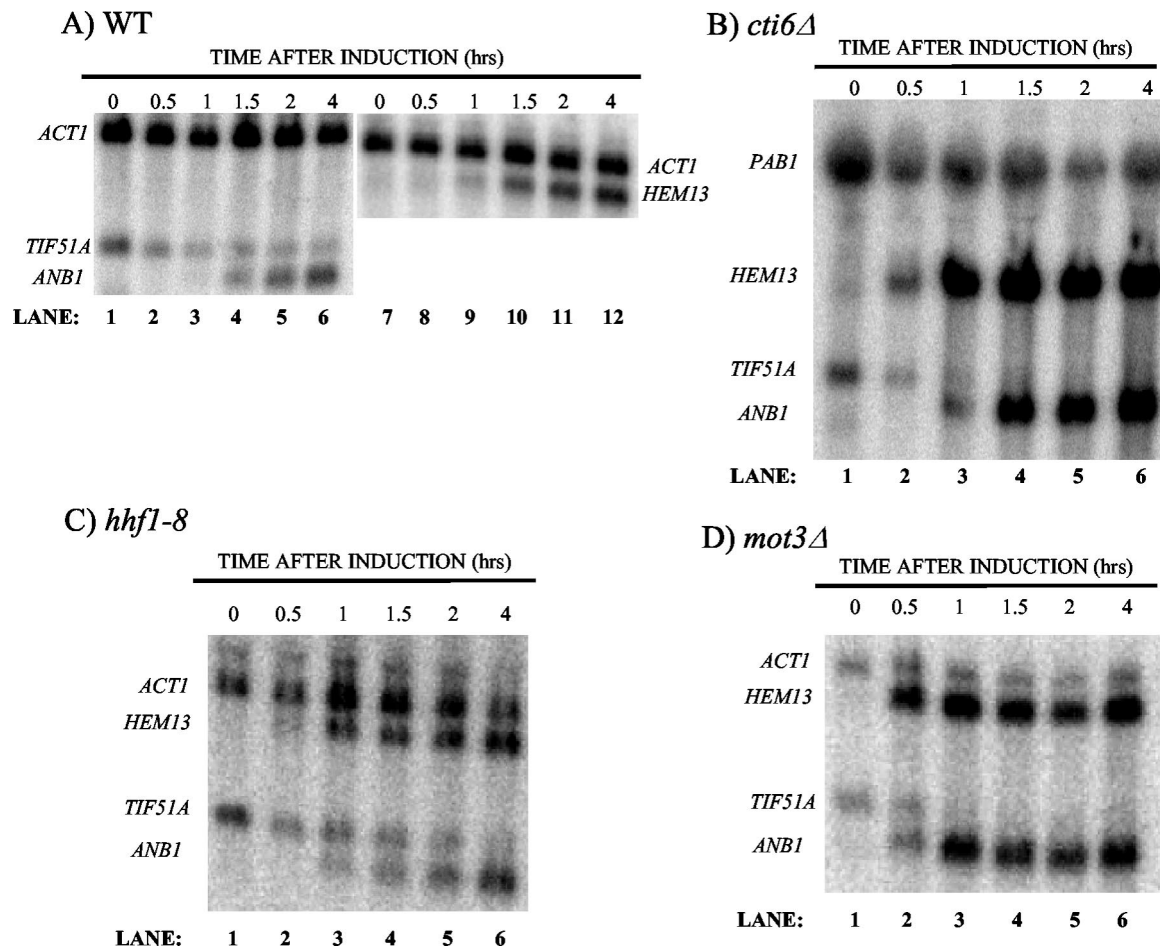 A) WT
TIME AFTER INDUCTION (hrs)
0 0.5 1 1.5 2 4 0 0.5 1 1.5 2 4
ACT1
TIF51A
ANB1
ACT1
HEM13
LANE: 1 2 3 4 5 6 7 8 9 10 11 12
B) cti6Δ
TIME AFTER INDUCTION (hrs)
0 0.5 1 1.5 2 4
PAB1
HEM13
TIF51A
ANB1
LANE: 1 2 3 4 5 6
C) hhf1-8
TIME AFTER INDUCTION (hrs)
0 0.5 1 1.5 2 4
ACT1
HEM13
TIF51A
ANB1
LANE: 1 2 3 4 5 6
D) mot3Δ
TIME AFTER INDUCTION (hrs)
0 0.5 1 1.5 2 4
ACT1
HEM13
TIF51A
ANB1
LANE: 1 2 3 4 5 6